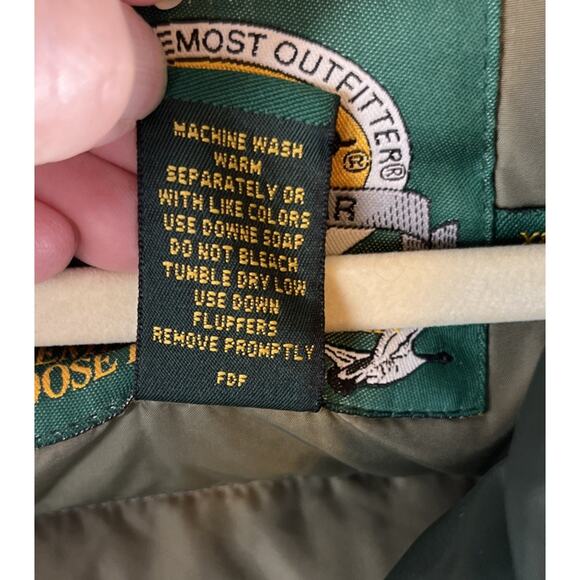 EMOST OUTFITTER®
®
R
MACHINE WASH
WARM
SEPARATELY OR
WITH LIKE COLORS
USE DOWNE SOAP
DO NOT BLEACH
TUMBLE DRY LOW
USE DOWN
FLUFFERS
REMOVE PROMPTLY
FDF
OOSE